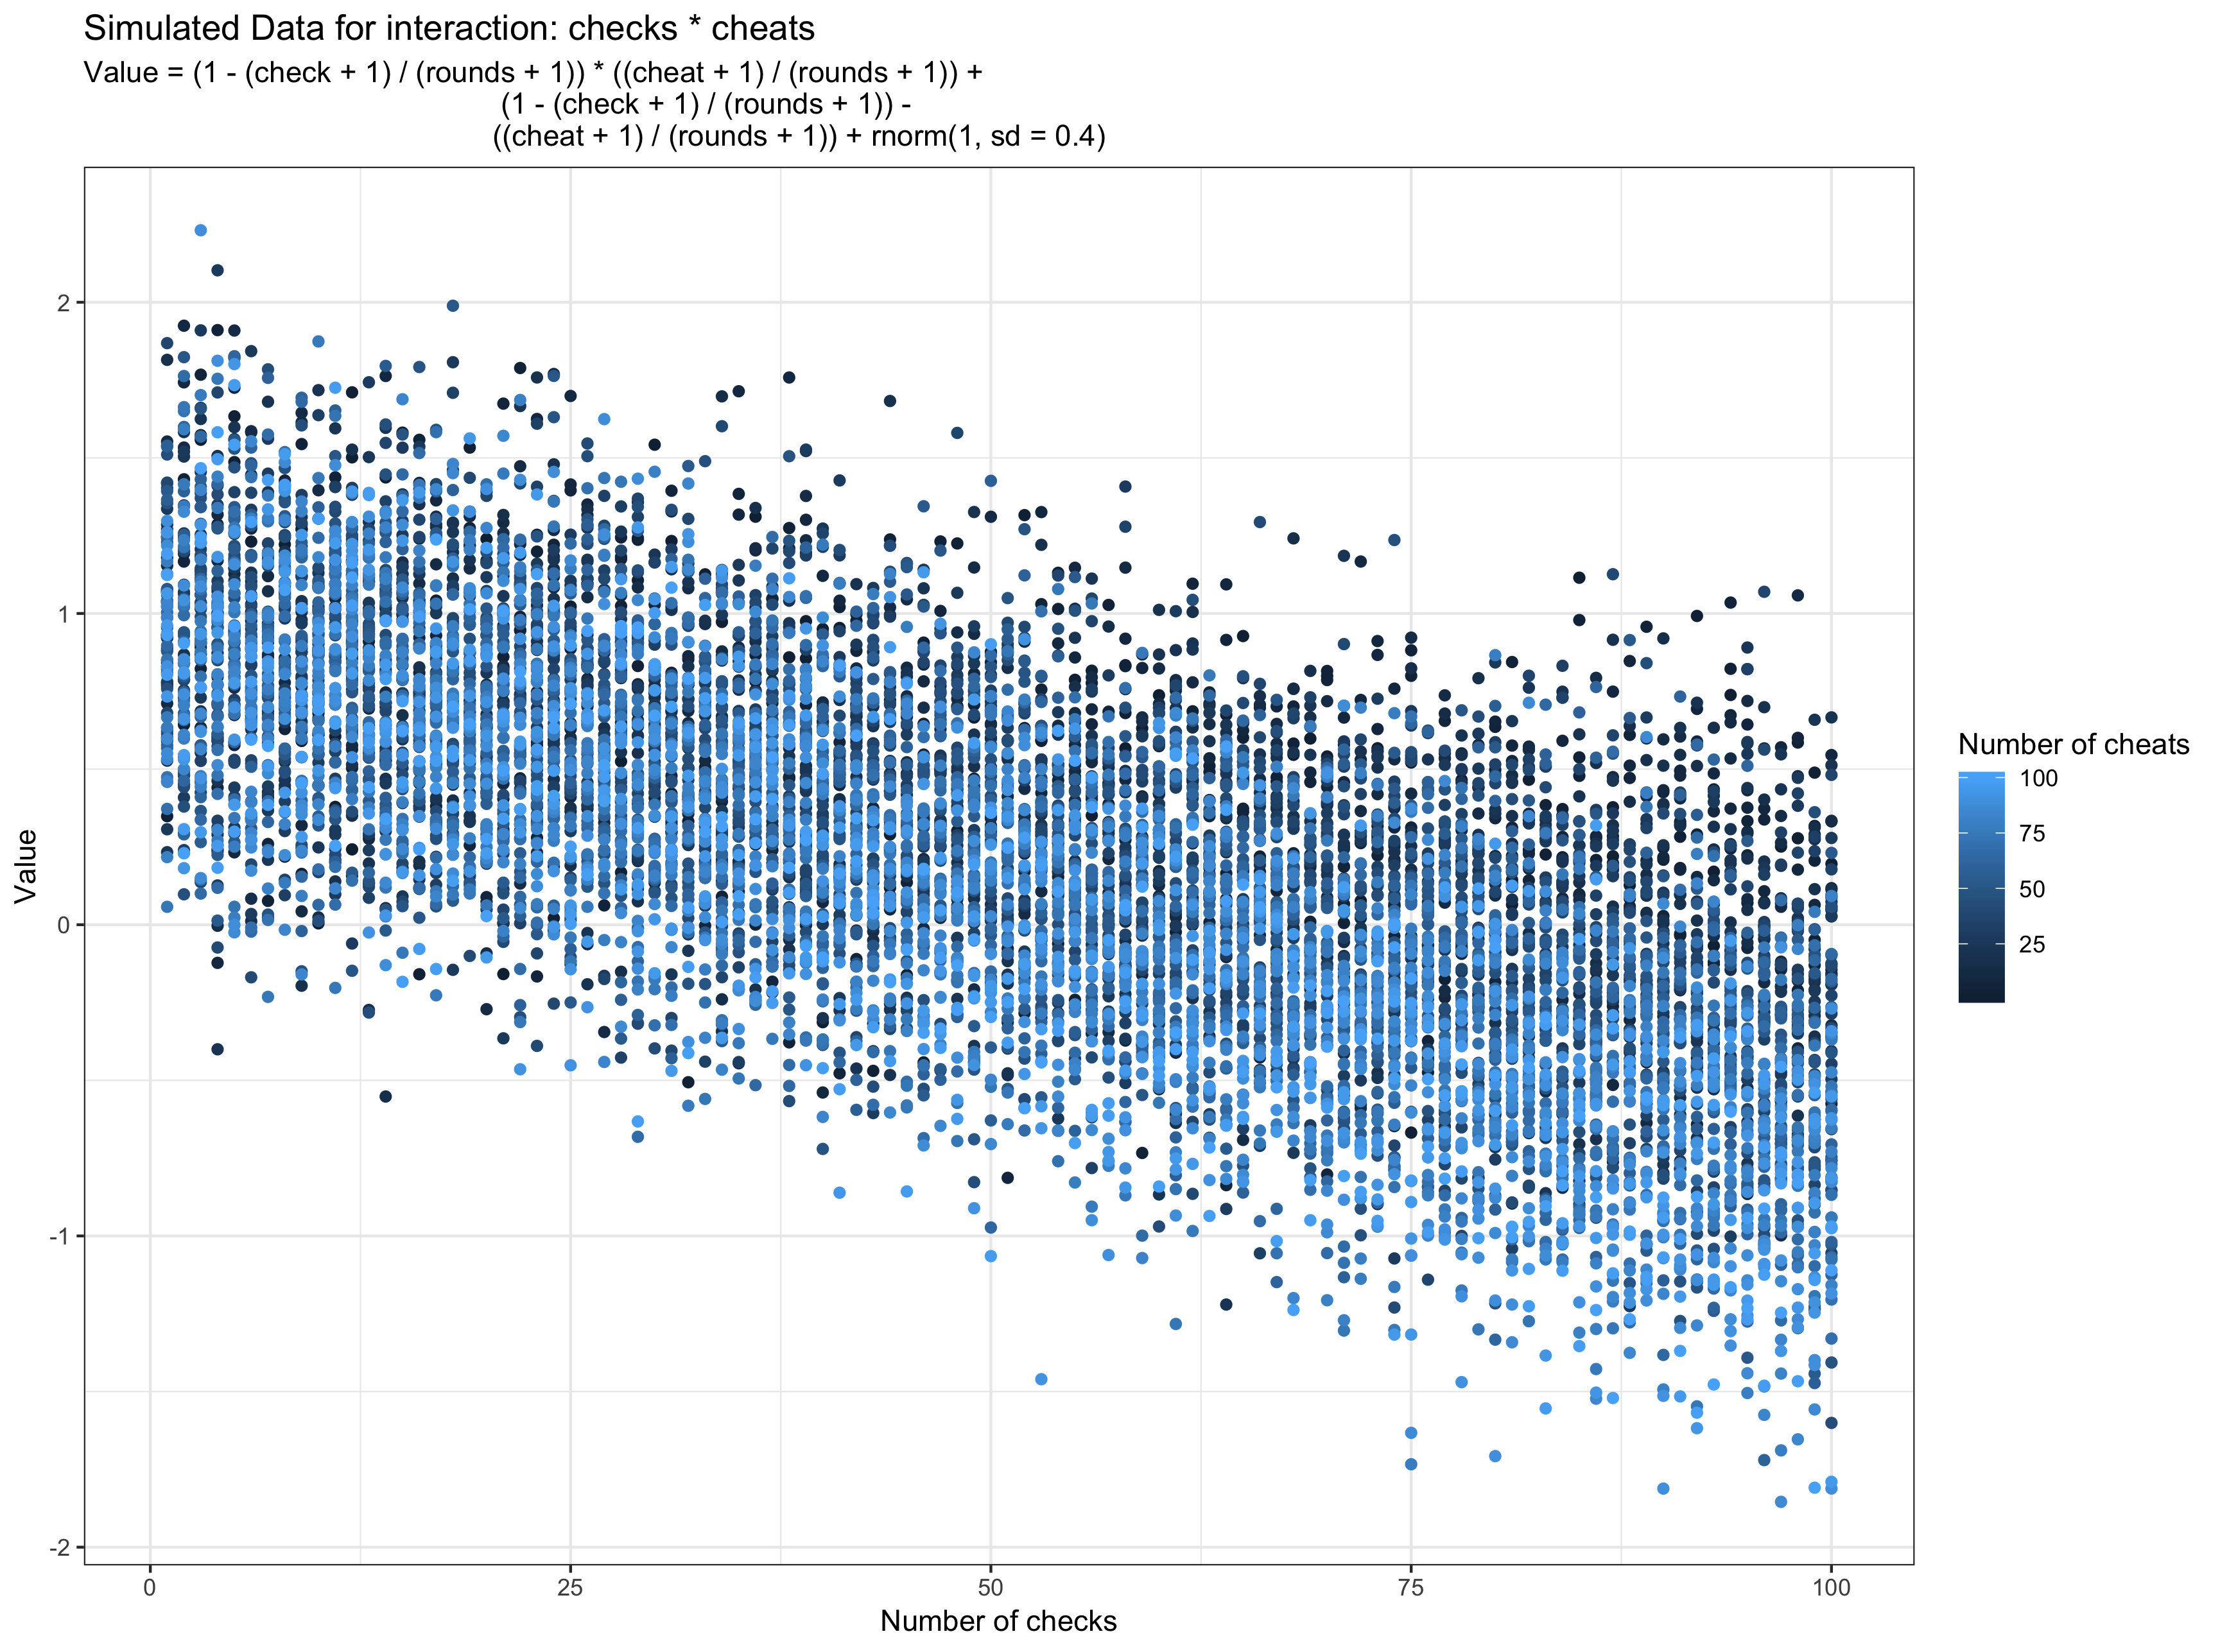 Simulated Data for interaction: checks * cheats
Value = (1 - (check + 1) / (rounds + 1)) * ((cheat + 1) / (rounds + 1)) +
(1 - (check + 1) / (rounds + 1)) -
((cheat + 1) / (rounds + 1)) + rnorm(1, sd = 0.4)
2
1
0
-1
-2
Value
0
25
50
75
100
Number of checks
Number of cheats
100
75
50
25